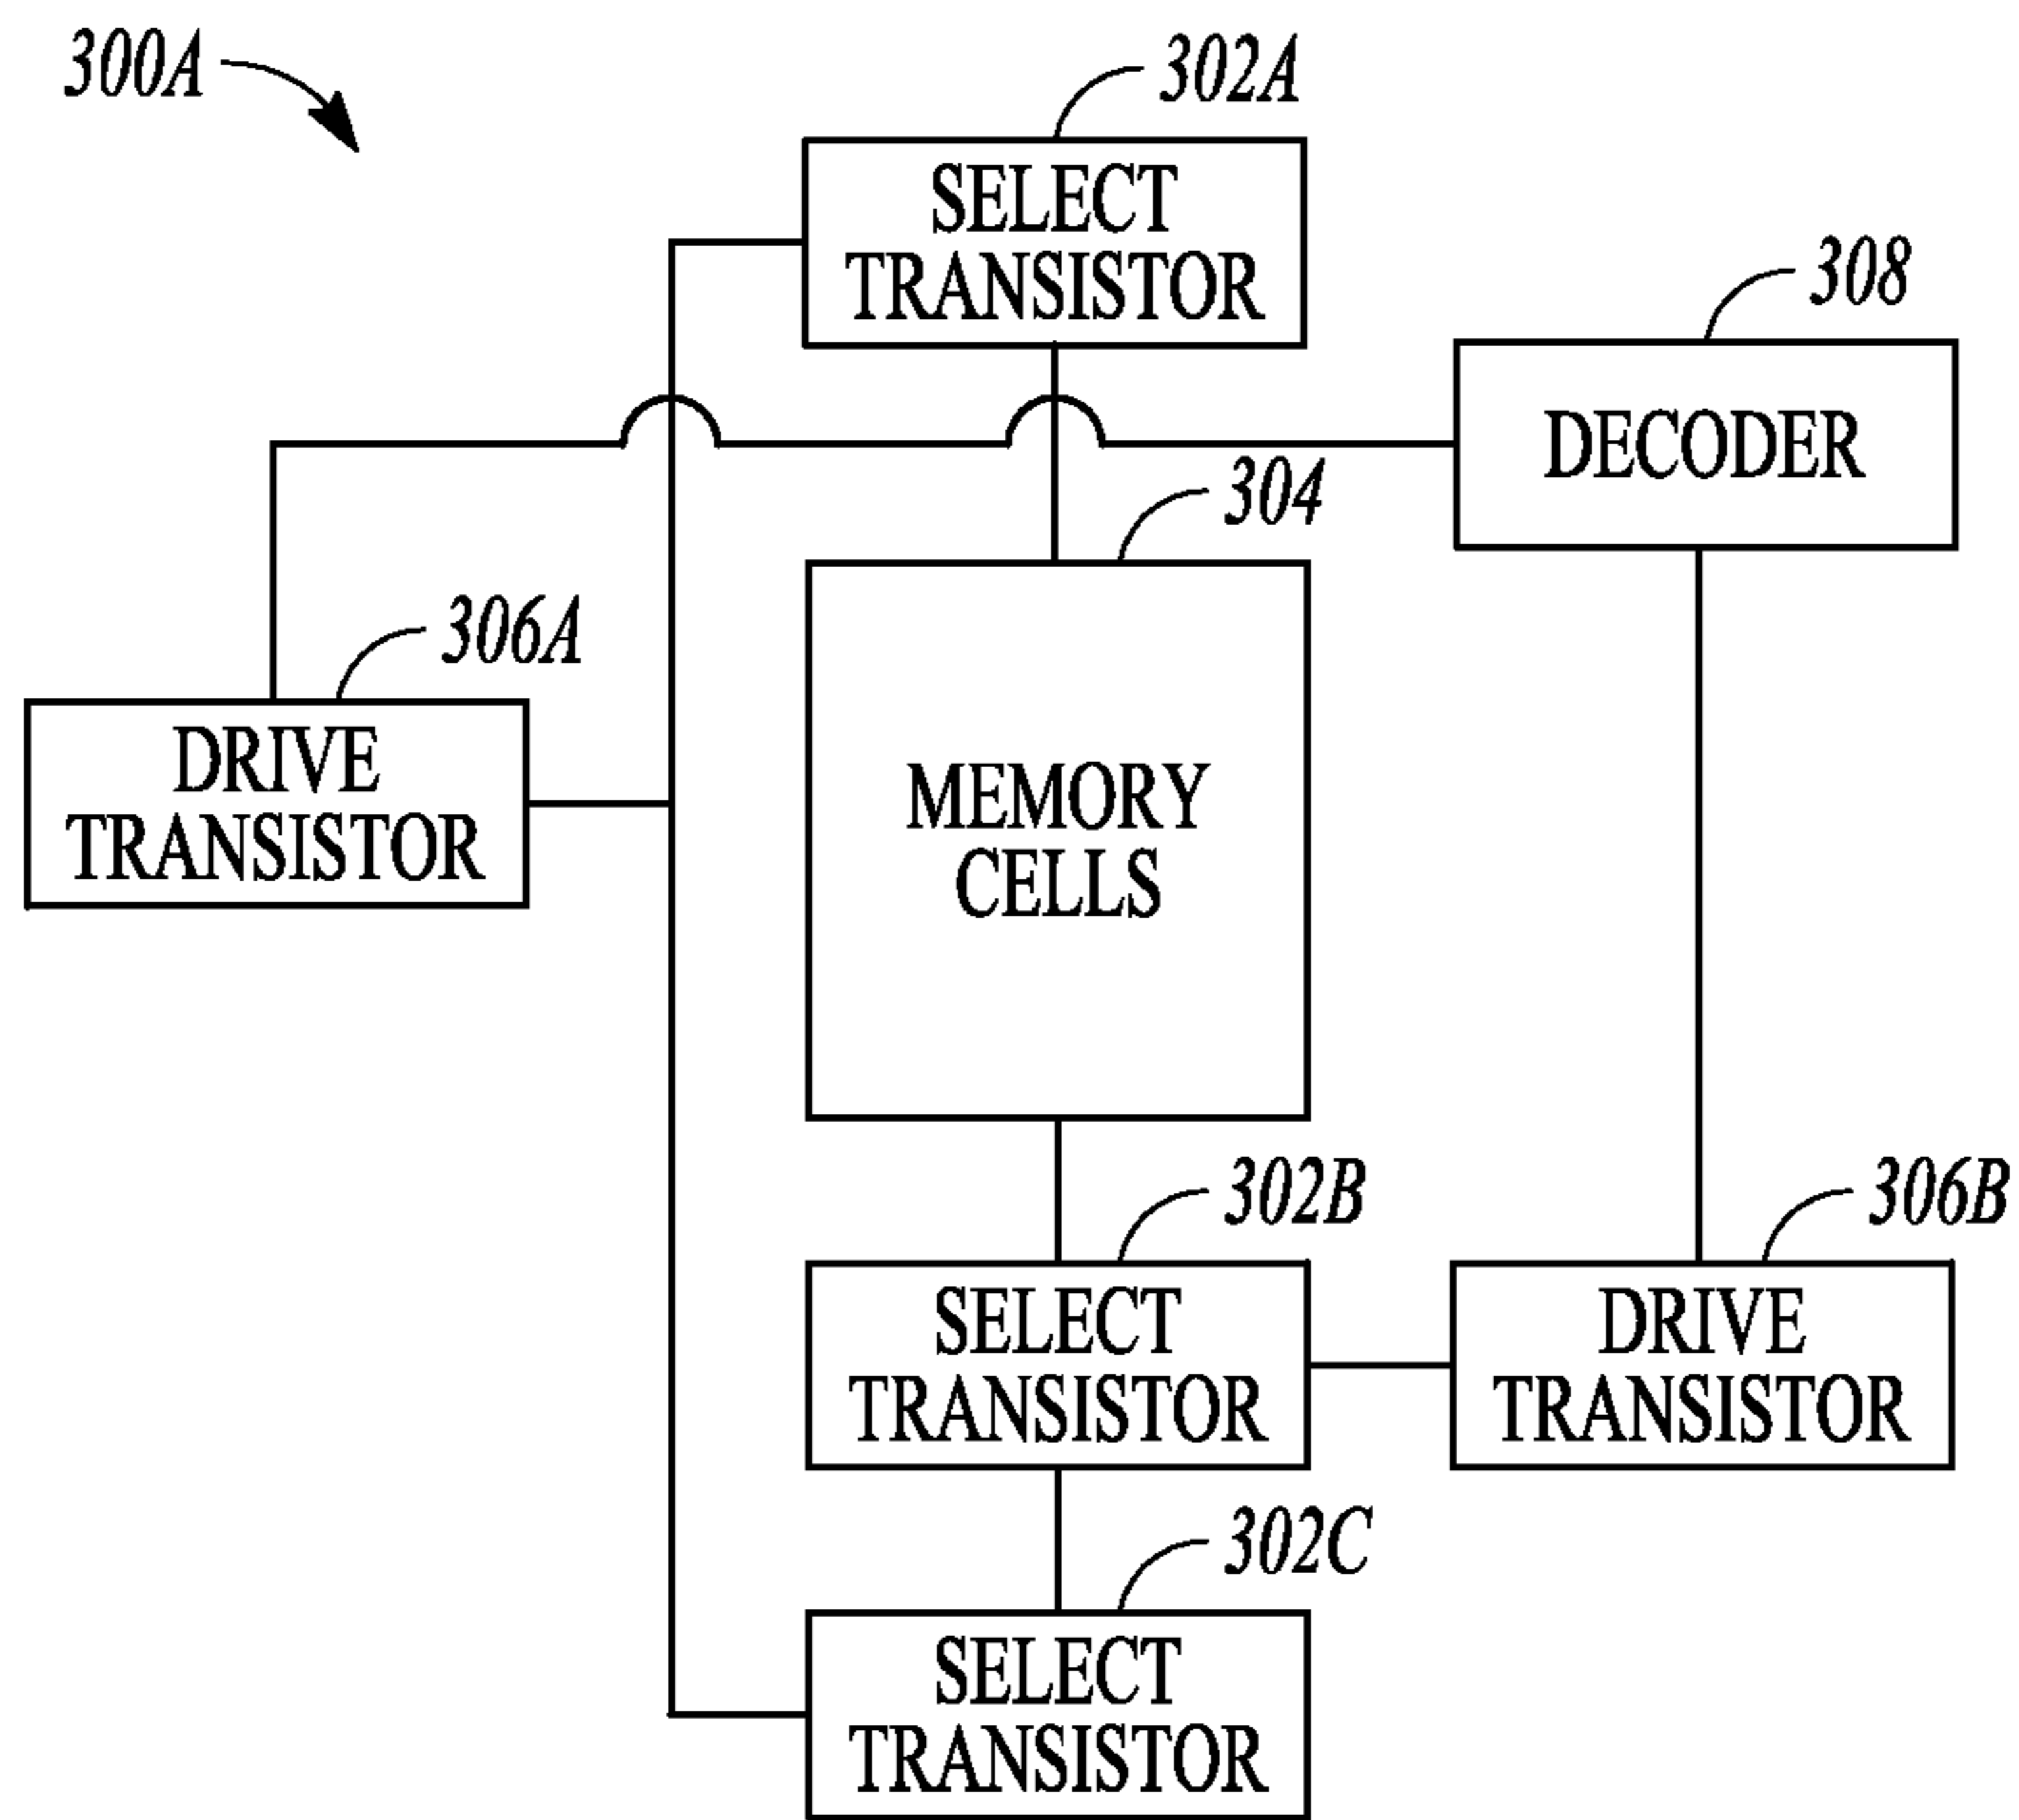 300A
302A
SELECT
TRANSISTOR
308
DECODER
304
306A
DRIVE
TRANSISTOR
MEMORY
CELLS
302B
306B
SELECT
TRANSISTOR
DRIVE
TRANSISTOR
302C
SELECT
TRANSISTOR